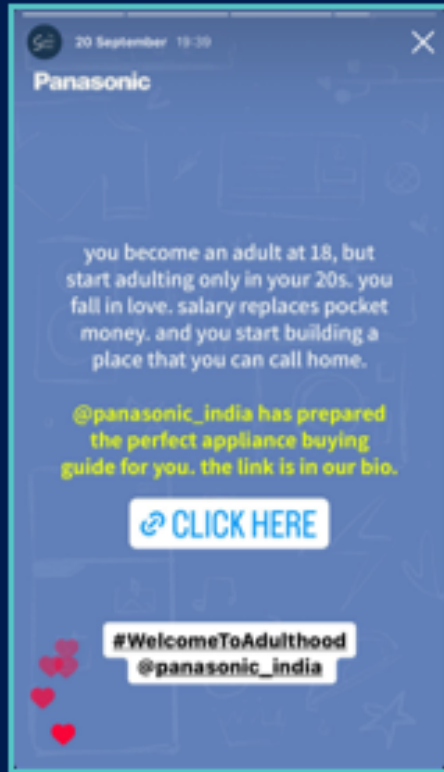 20 September 19:39
Panasonic
you become an adult at 18, but
start adulting only in your 20s. you
fall in love. salary replaces pocket
money. and you start building a
place that you can call home.
@panasonic_india has prepared
the perfect appliance buying
guide for you. the link is in our bio.
CLICK HERE
#WelcomeToAdulthood
@panasonic_india